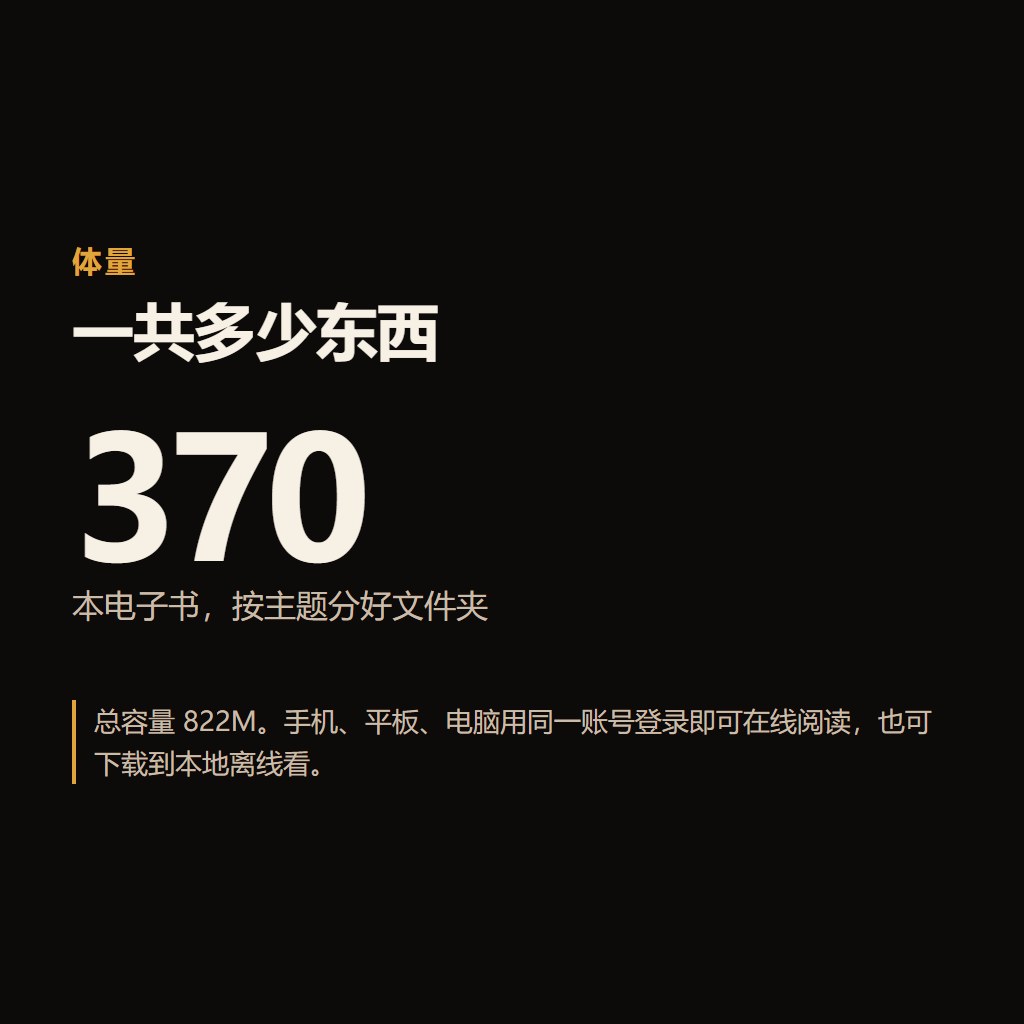 体量
一共多少东西
370
本电子书，按主题分好文件夹
总容量 822M。手机、平板、电脑用同一账号登录即可在线阅读，也可
下载到本地离线看。